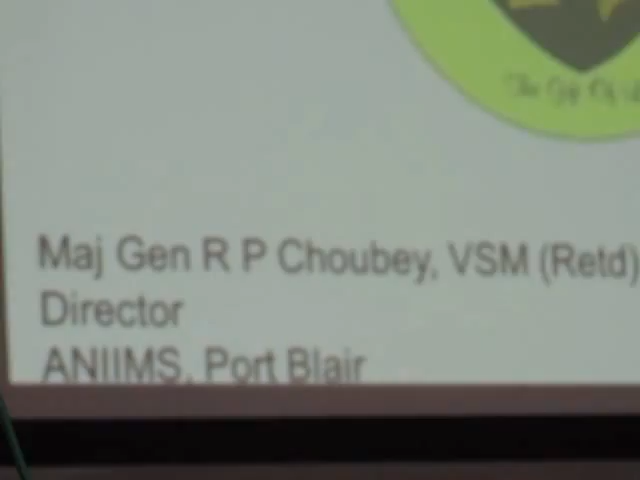 Maj Gen R P Choubey, VSM (Retd)
Director
ANIIMS, Port Blair